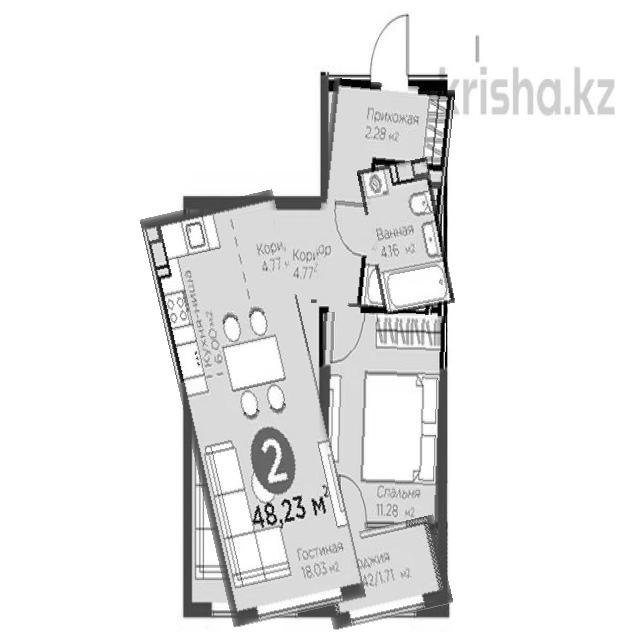 krisha.kz
Прихожая
2.28 м2
Ванная
4.16 м2
Кори
4.77
Коридор
4.77 2
Кухня-ниша
6.00 м2
2
48,23 м2
Спальня
11.28 м2
Гостиная
18.03 м2
оджия
42/1.71 м2